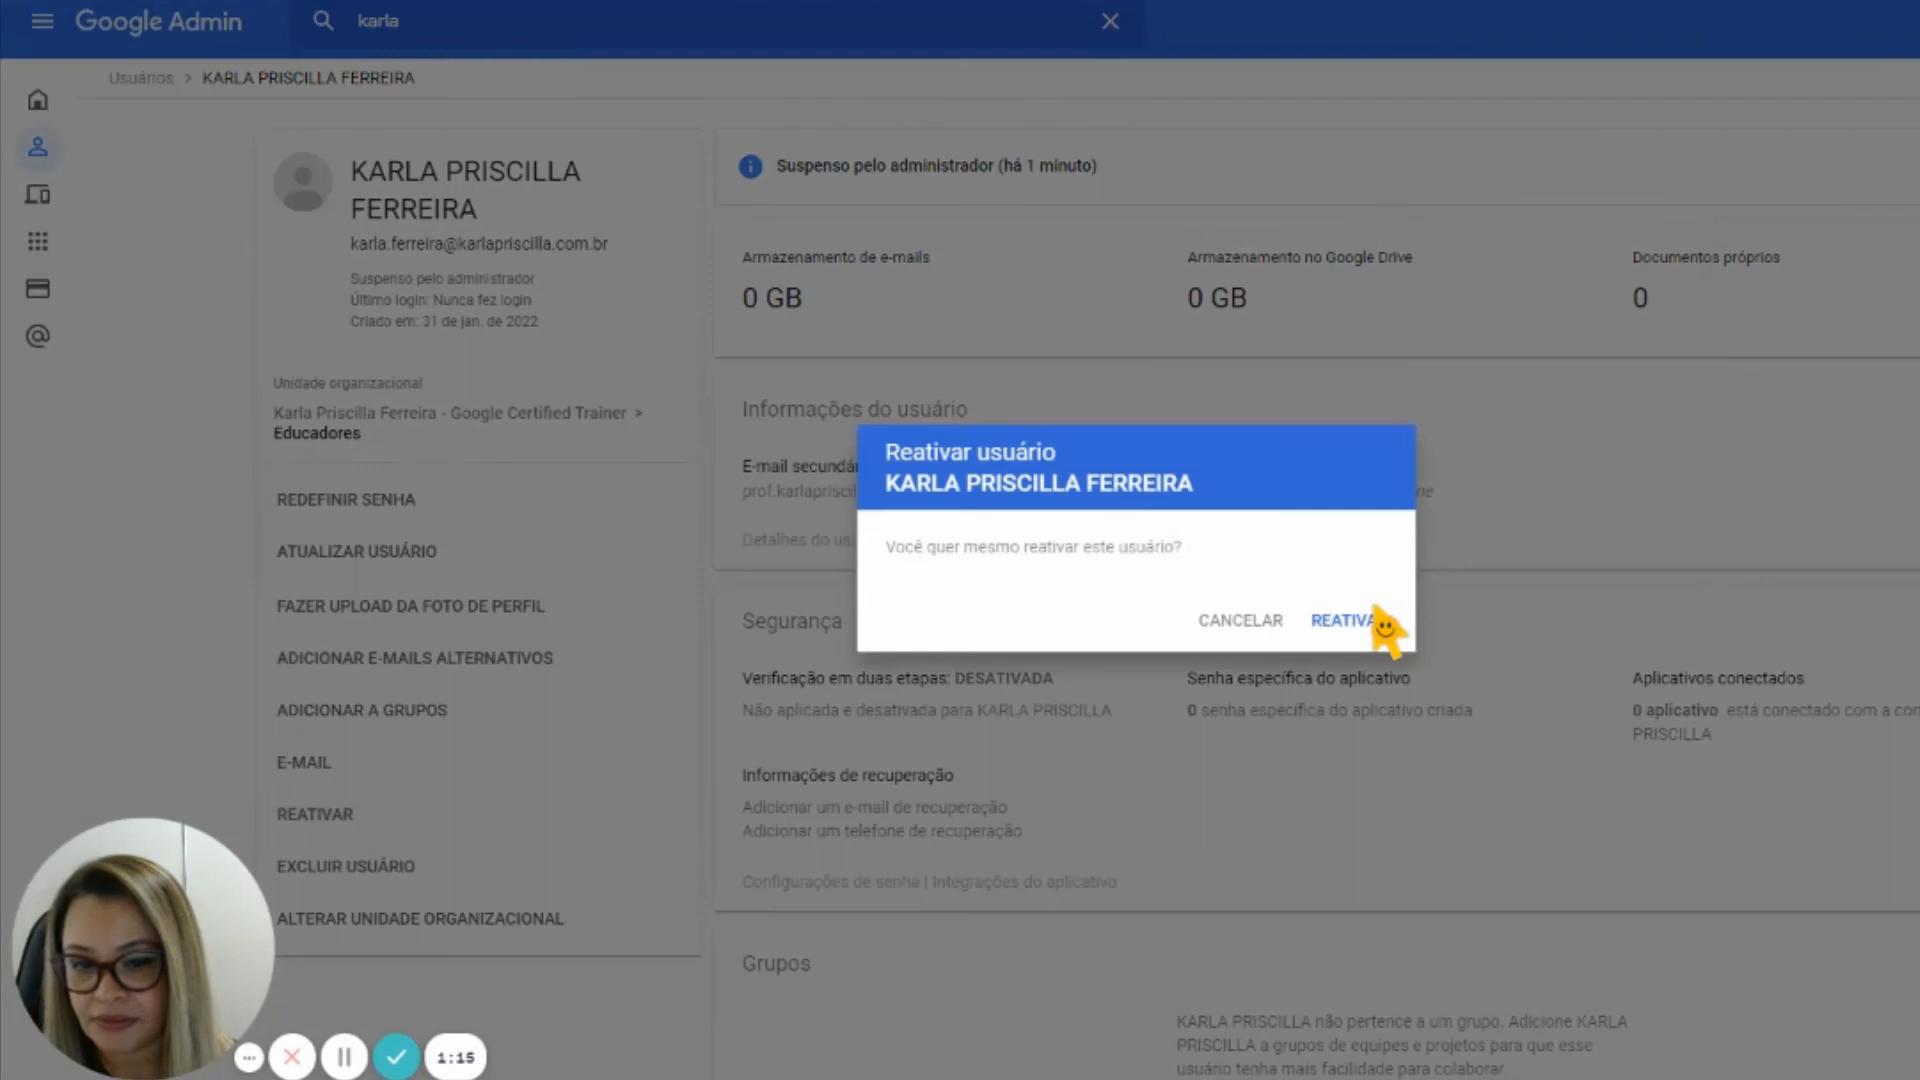 Google Admin
karla
Usuários > KARLA PRISCILLA FERREIRA
KARLA PRISCILLA
FERREIRA
karla.ferreira@karlapriscilla.com.br
Suspenso pelo administrador
Último login: Nunca fez login
Criado em: 31 de jan. de 2022
Unidade organizacional
Karla Priscilla Ferreira - Google Certified Trainer >
Educadores
REDEFINIR SENHA
ATUALIZAR USUÁRIO
FAZER UPLOAD DA FOTO DE PERFIL
ADICIONAR E-MAILS ALTERNATIVOS
ADICIONAR A GRUPOS
E-MAIL
REATIVAR
EXCLUIR USUÁRIO
ALTERAR UNIDADE ORGANIZACIONAL
Suspenso pelo administrador (há 1 minuto)
Armazenamento de e-mails
0 GB
Armazenamento no Google Drive
0 GB
Documentos próprios
0
Informações do usuário
E-mail
Detalhes do
Reativar usuário
KARLA PRISCILLA FERREIRA
Você quer mesmo reativar este usuário?
CANCELAR
Segurança
Verificação em duas etapas: DESATIVADA
Não aplicada e desativada para KARLA PRISCILLA
Senha específica do aplicativo
0 senha específica do aplicativo criada
Aplicativos conectados
0 aplicativo está conectado com a
PRISCILLA
Informações de recuperação
Adicionar um e-mail de recuperação
Adicionar um telefone de recuperação
Configurações de senha | Integrações do aplicativo
Grupos
KARLA PRISCILLA não pertence a um grupo. Adicione KARLA
PRISCILLA a grupos de equipes e projetos para que esse
usuário tenha mais facilidade para colaborar
1:15